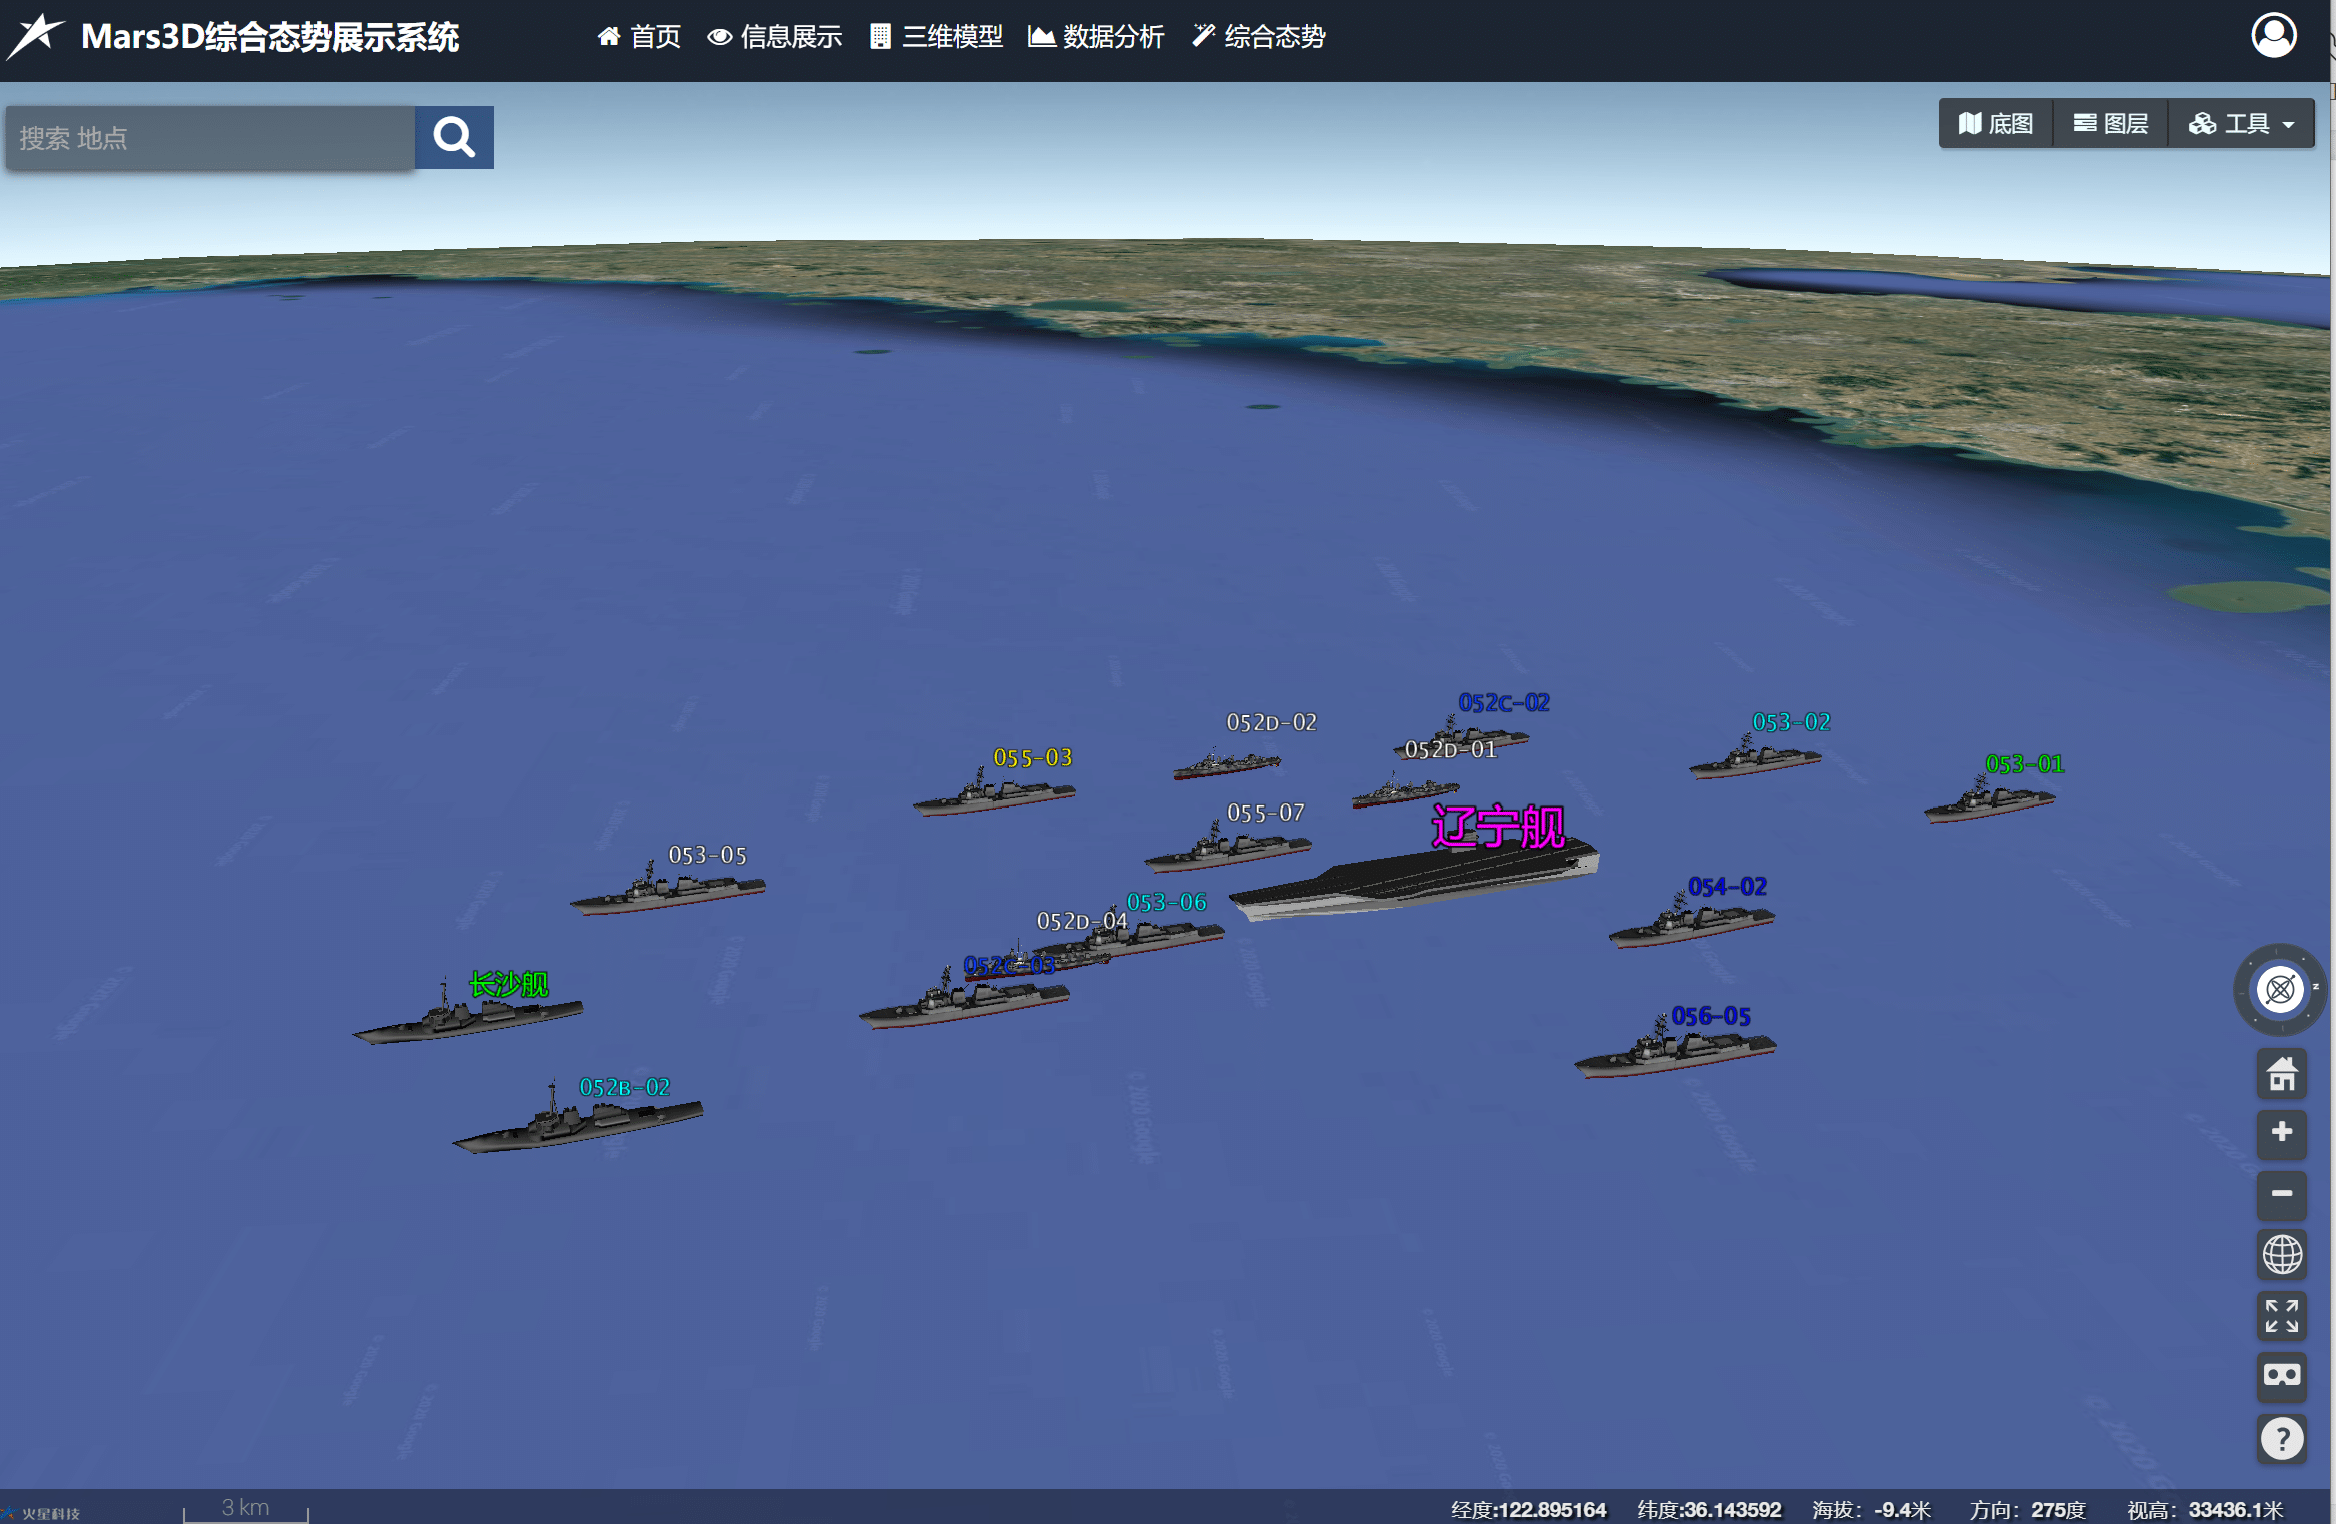 Mars3D综合态势展示系统
首页 信息展示 三维模型 数据分析 综合态势
搜索 地点
底图 图层 工具
052C-02
052D-02
053-02
052D-01
055-03
053-01
055-07
辽宁舰
053-05
054-02
053-06
052D-04
052C-03
长沙舰
056-05
052B-02
N
© 2020 Google
火星科技
3 km
经度:122.895164 纬度:36.143592 海拔：-9.4米 方向：275度 视高：33436.1米